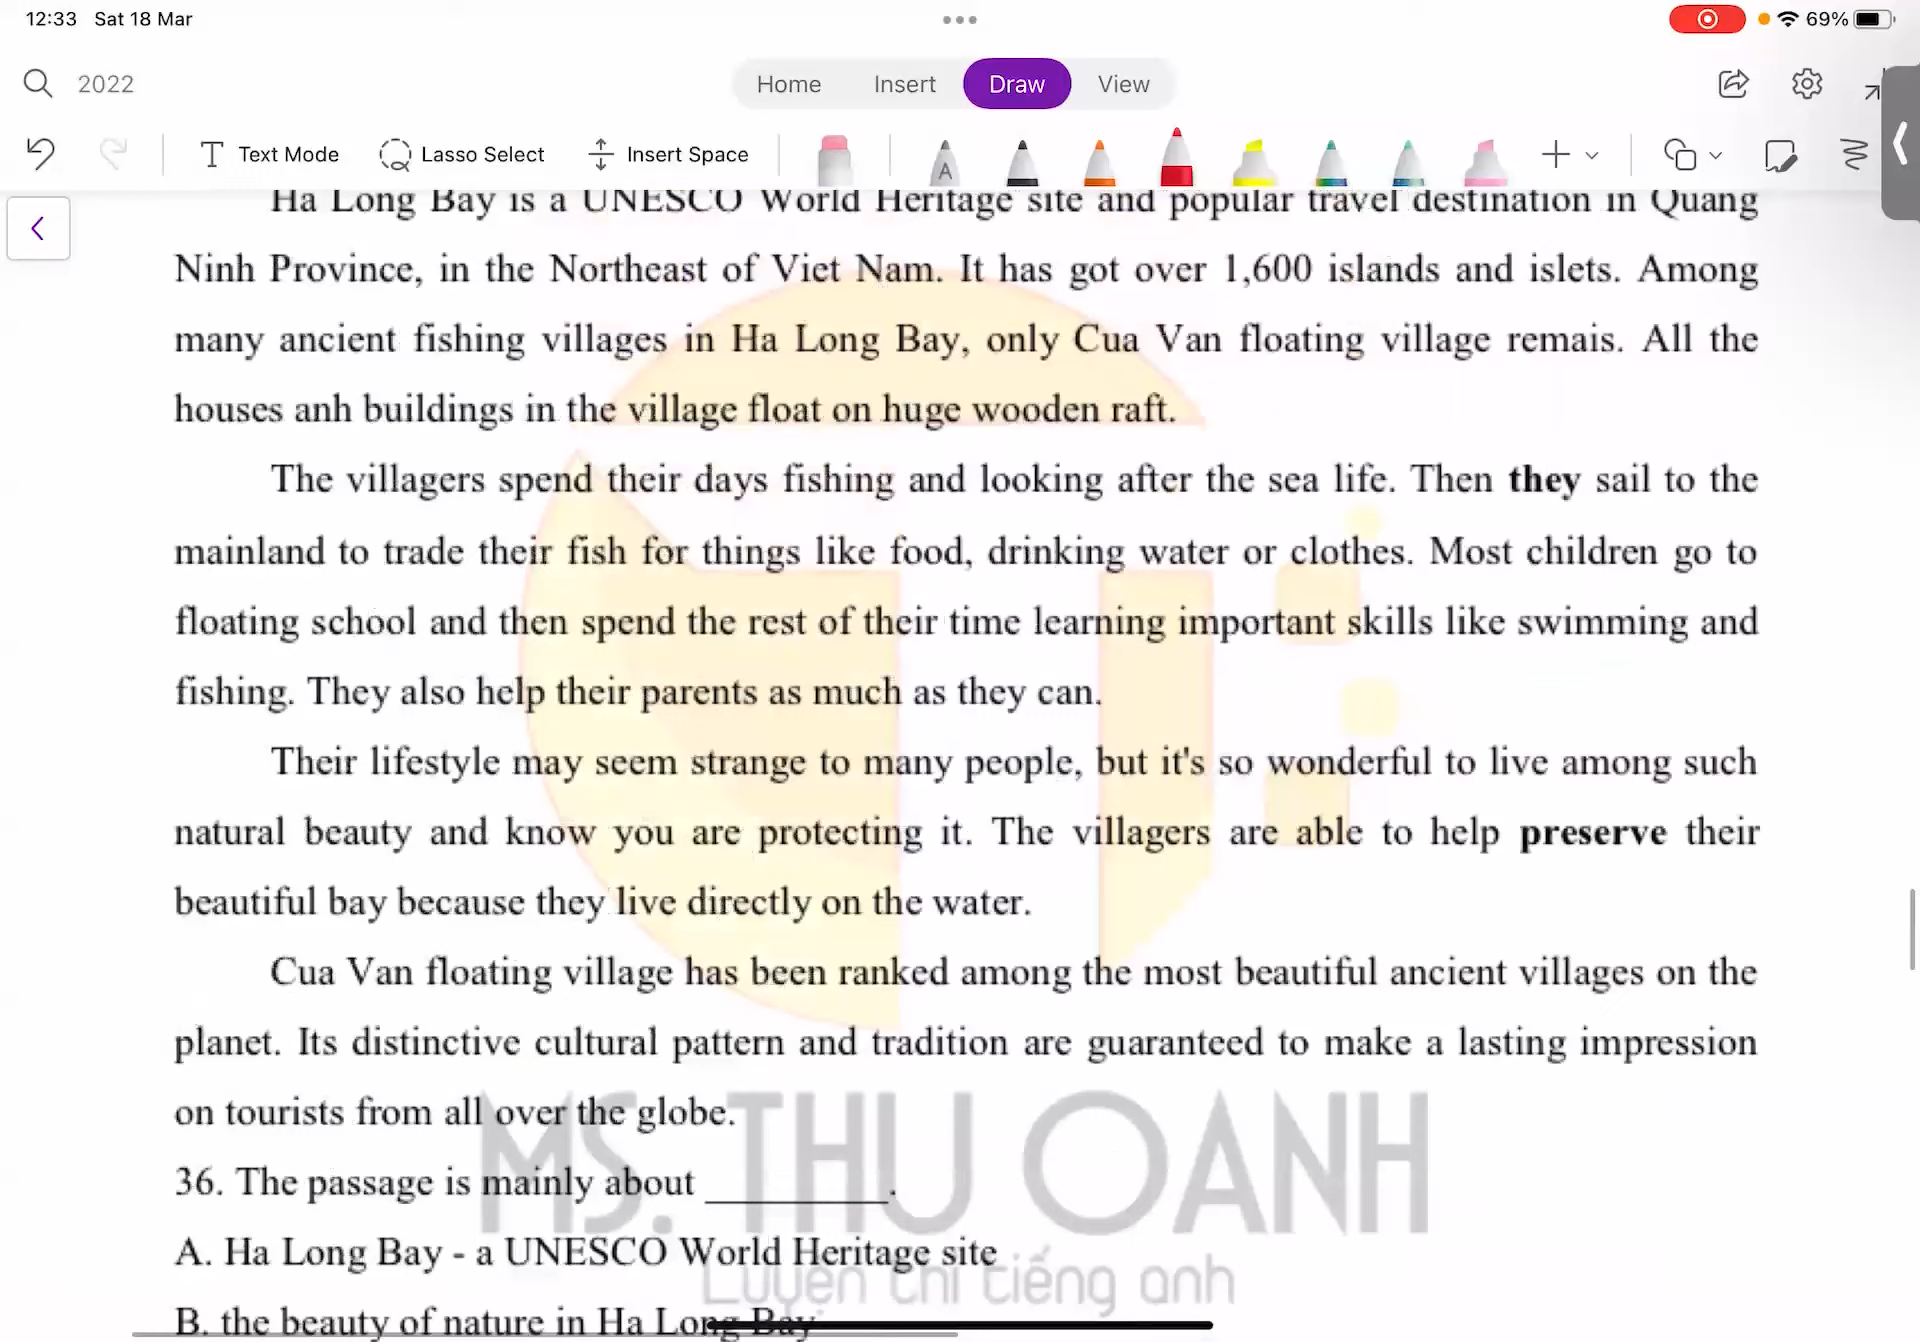 12:33 Sat 18 Mar
69%
2022
Home Insert Draw View
Text Mode Lasso Select Insert Space
A
Ha Long Bay is a UNESCO World Heritage site and popular travel destination in Quang
Ninh Province, in the Northeast of Viet Nam. It has got over 1,600 islands and islets. Among
many ancient fishing villages in Ha Long Bay, only Cua Van floating village remais. All the
houses anh buildings in the village float on huge wooden raft.
The villagers spend their days fishing and looking after the sea life. Then they sail to the
mainland to trade their fish for things like food, drinking water or clothes. Most children go to
floating school and then spend the rest of their time learning important skills like swimming and
fishing. They also help their parents as much as they can.
Their lifestyle may seem strange to many people, but it's so wonderful to live among such
natural beauty and know you are protecting it. The villagers are able to help preserve their
beautiful bay because they live directly on the water.
Cua Van floating village has been ranked among the most beautiful ancient villages on the
planet. Its distinctive cultural pattern and tradition are guaranteed to make a lasting impression
on tourists from all over the globe.
MS. THU OANH
36. The passage is mainly about __________.
A. Ha Long Bay - a UNESCO World Heritage site
Luyện thi tiếng anh
B. the beauty of nature in Ha Long Bay